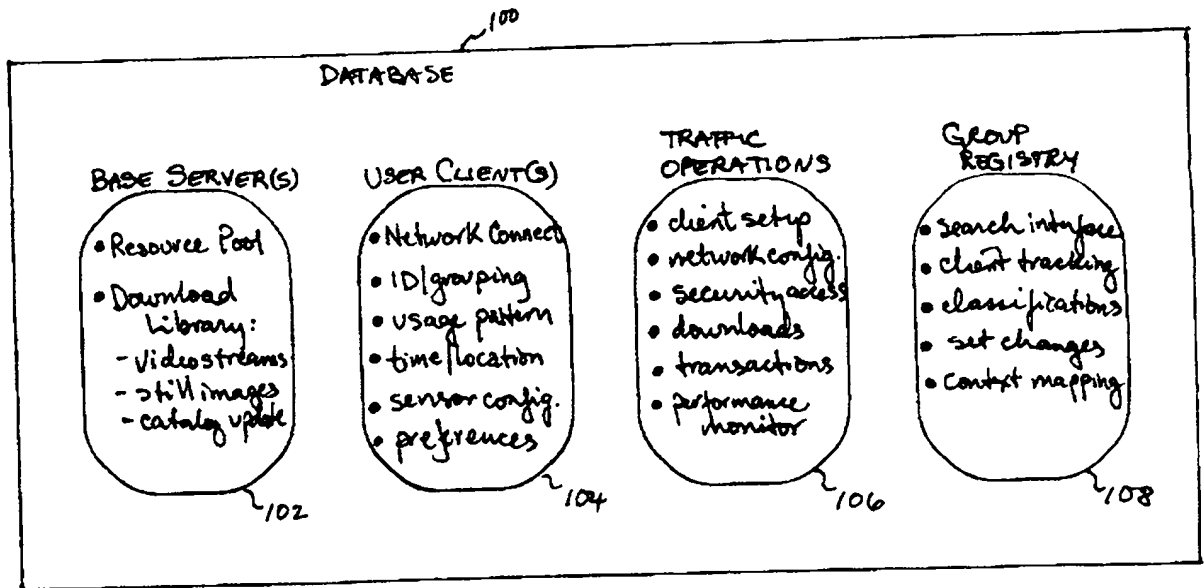 100
DATABASE
BASE SERVER(S)
• Resource Pool
• Download
Library:
- videostreams
- still images
- catalog update
102
USER CLIENT(S)
• Network Connect
• ID/grouping
• usage pattern
• time/location
• sensor config.
• preferences
104
TRAFFIC
OPERATIONS
• client setup
• network config.
• security access
• downloads
• transactions
• performance
monitor
106
GROUP
REGISTRY
• search interface
• client tracking
• classifications
• set changes
• context mapping
108